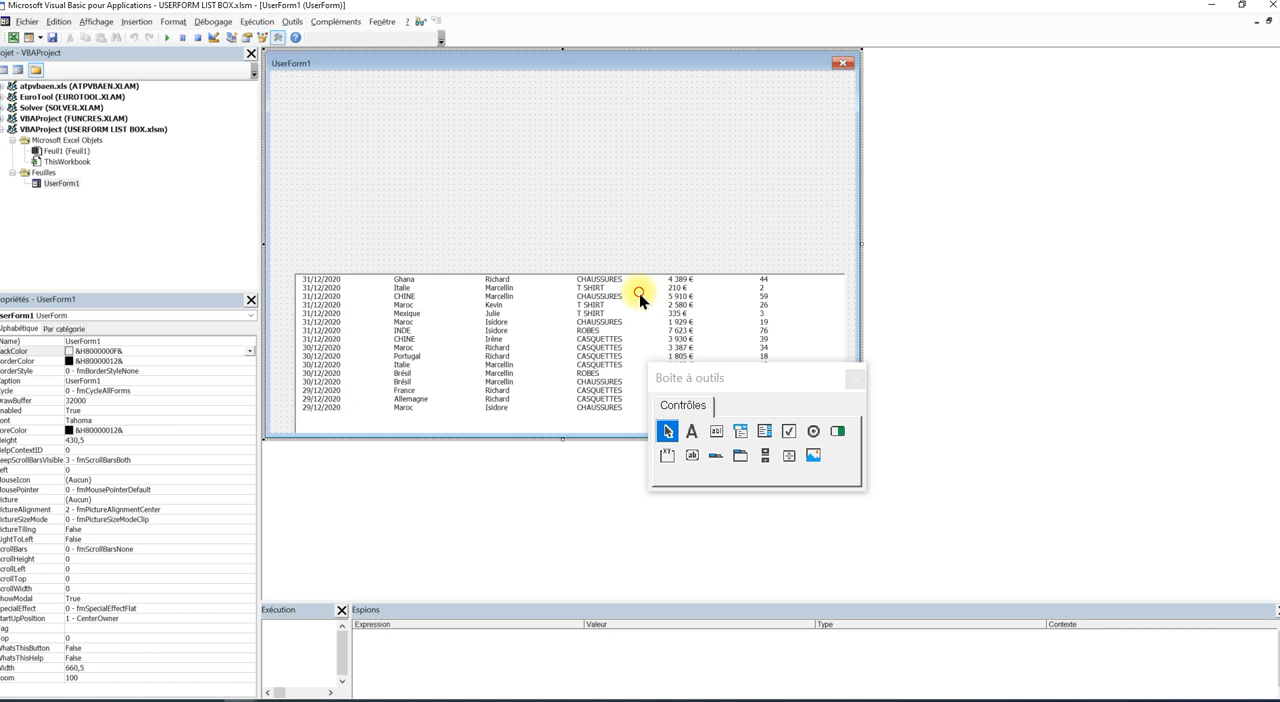 Microsoft Visual Basic pour Applications - USERFORM LIST BOX.xlsm - [UserForm1 (UserForm)]
Fichier Edition Affichage Insertion Format Débogage Exécution Outils Compléments Fenêtre ?
ojet - VBAProject
atpvbaen.xls (ATPVBAEN.XLAM)
EuroTool (EUROTOOL.XLAM)
Solver (SOLVER.XLAM)
VBAProject (FUNCRES.XLAM)
VBAProject (USERFORM LIST BOX.xlsm)
Microsoft Excel Objets
Feuil1 (Feuil1)
ThisWorkbook
Feuilles
UserForm1
opriétés - UserForm1
serForm1 UserForm
lphabétique Par catégorie
Name) UserForm1
ackColor &H8000000F&
orderColor &H80000012&
orderStyle 0 - fmBorderStyleNone
aption UserForm1
ycle 0 - fmCycleAllForms
rawBuffer 32000
nabled True
ont Tahoma
oreColor &H80000012&
eight 430,5
elpContextID 0
eepScrollBarsVisible 3 - fmScrollBarsBoth
eft 0
ouseIcon (Aucun)
ousePointer 0 - fmMousePointerDefault
icture (Aucun)
ictureAlignment 2 - fmPictureAlignmentCenter
ictureSizeMode 0 - fmPictureSizeModeClip
ictureTiling False
ightToLeft False
crollBars 0 - fmScrollBarsNone
crollHeight 0
crollLeft 0
crollTop 0
crollWidth 0
howModal True
pecialEffect 0 - fmSpecialEffectFlat
tartUpPosition 1 - CenterOwner
ag
op 0
hatsThisButton False
hatsThisHelp False
idth 660,5
oom 100
UserForm1
31/12/2020 Ghana Richard CHAUSSURES 4 389 € 44
31/12/2020 Italie Marcellin T SHIRT 210 € 2
31/12/2020 CHINE Marcellin CHAUSSURES 5 910 € 59
31/12/2020 Maroc Kevin T SHIRT 2 580 € 26
31/12/2020 Mexique Julie T SHIRT 335 € 3
31/12/2020 Maroc Isidore CHAUSSURES 1 929 € 19
31/12/2020 INDE Isidore ROBES 7 623 € 76
31/12/2020 CHINE Irène CASQUETTES 3 930 € 39
30/12/2020 Maroc Richard CASQUETTES 3 387 € 34
30/12/2020 Portugal Richard CASQUETTES 1 805 € 18
30/12/2020 Italie Marcellin CASQUETTES
30/12/2020 Brésil Marcellin ROBES
30/12/2020 Brésil Marcellin CHAUSSURES
29/12/2020 France Richard CASQUETTES
29/12/2020 Allemagne Richard CASQUETTES
29/12/2020 Maroc Isidore CHAUSSURES
Boîte à outils
Contrôles
A ab|
XY ab
Exécution
Espions
Expression Valeur Type Contexte